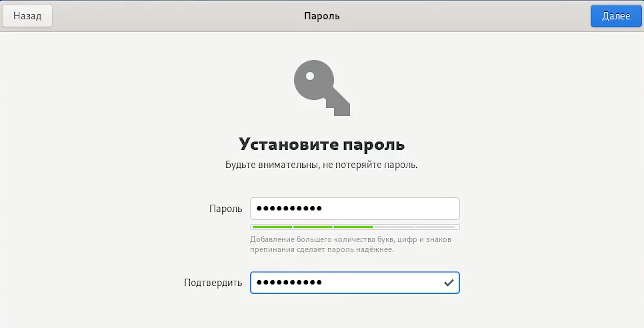 Назад
Пароль
Далее
Установите пароль
Будьте внимательны, не потеряйте пароль.
Пароль
Добавление большего количества букв, цифр и знаков
препинания сделает пароль надёжнее.
Подтвердить